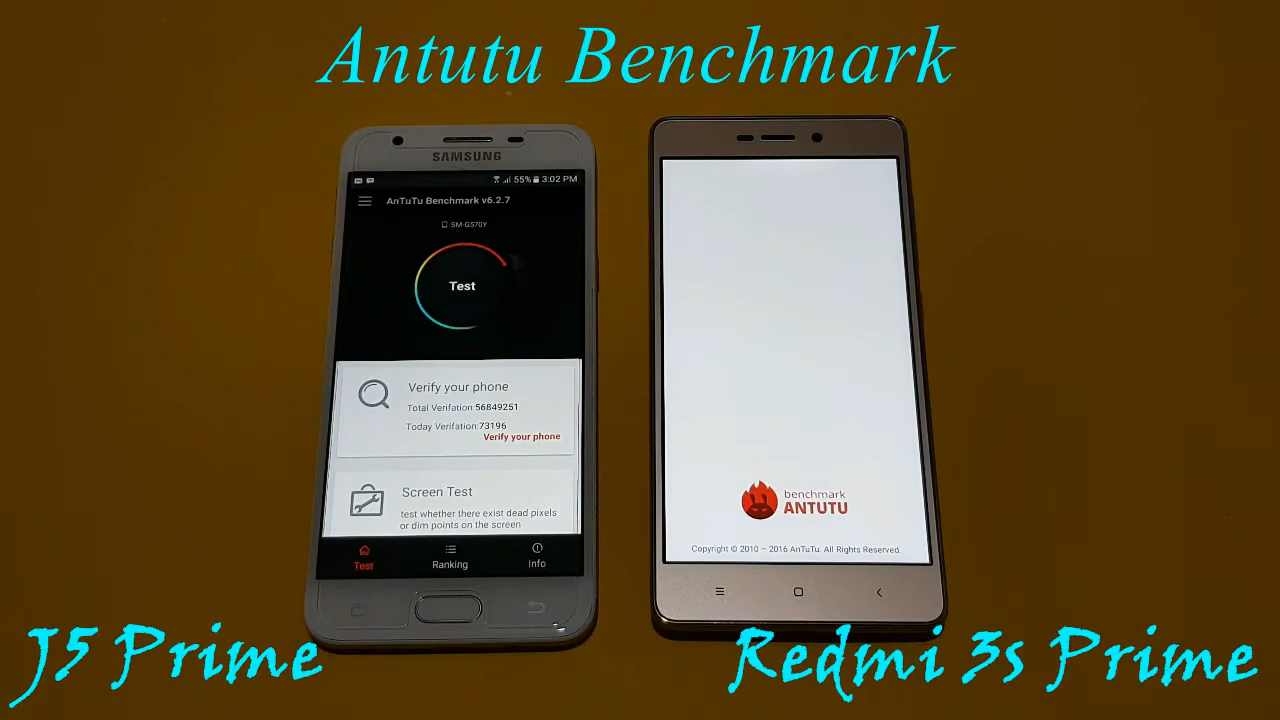 Antutu Benchmark
SAMSUNG
55% 3:02 PM
AnTuTu Benchmark v6.2.7
SM-G570Y
Test
Verify your phone
Total Verifation:56849251
Today Verifation:73196
Verify your phone
Screen Test
test whether there exist dead pixels
or dim points on the screen
Test Ranking Info
benchmark
ANTUTU
Copyright © 2010 – 2016 AnTuTu. All Rights Reserved.
J5 Prime
Redmi 3s Prime